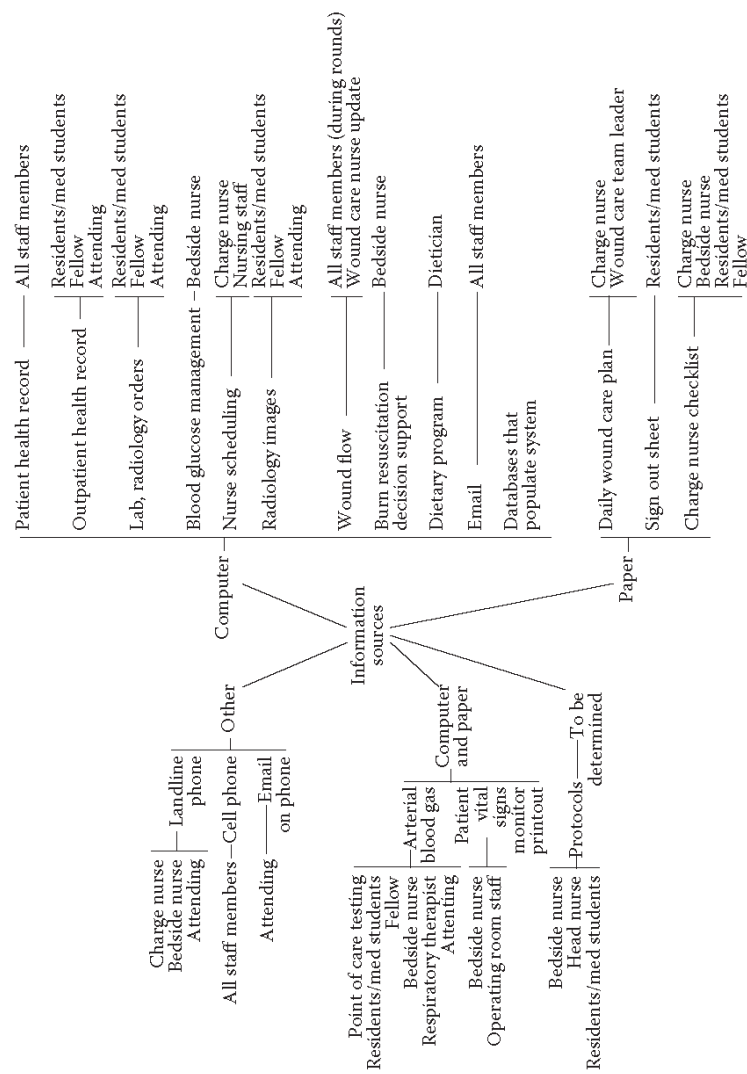 Information
sources
Computer
Patient health record
All staff members
Outpatient health record
Residents/med students
Fellow
Attending
Lab, radiology orders
Residents/med students
Fellow
Attending
Blood glucose management
Bedside nurse
Nurse scheduling
Charge nurse
Nursing staff
Radiology images
Residents/med students
Fellow
Attending
Wound flow
All staff members (during rounds)
Wound care nurse update
Burn resuscitation
decision support
Bedside nurse
Dietary program
Dietician
Email
All staff members
Databases that
populate system
Paper
Daily wound care plan
Charge nurse
Wound care team leader
Sign out sheet
Residents/med students
Charge nurse checklist
Charge nurse
Bedside nurse
Residents/med students
Fellow
Other
Landline
phone
Charge nurse
Bedside nurse
Attending
Cell phone
All staff members
Email
on phone
Attending
Computer
and paper
Arterial
blood gas
Point of care testing
Residents/med students
Fellow
Bedside nurse
Respiratory therapist
Attenting
Patient
vital
signs
monitor
printout
Bedside nurse
Operating room staff
To be
determined
Protocols
Bedside nurse
Head nurse
Residents/med students